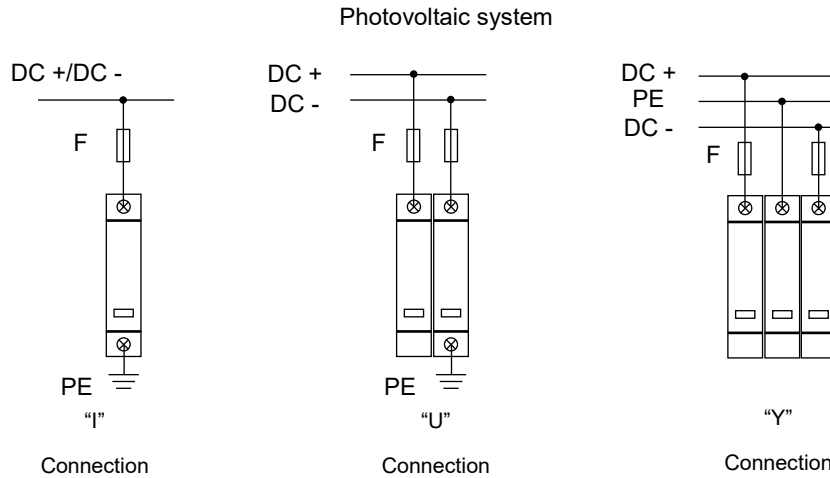 Photovoltaic system
DC +/DC -
F
PE
“I”
Connection
DC +
DC -
F
PE
“U”
Connection
DC +
PE
DC -
F
“Y”
Connection